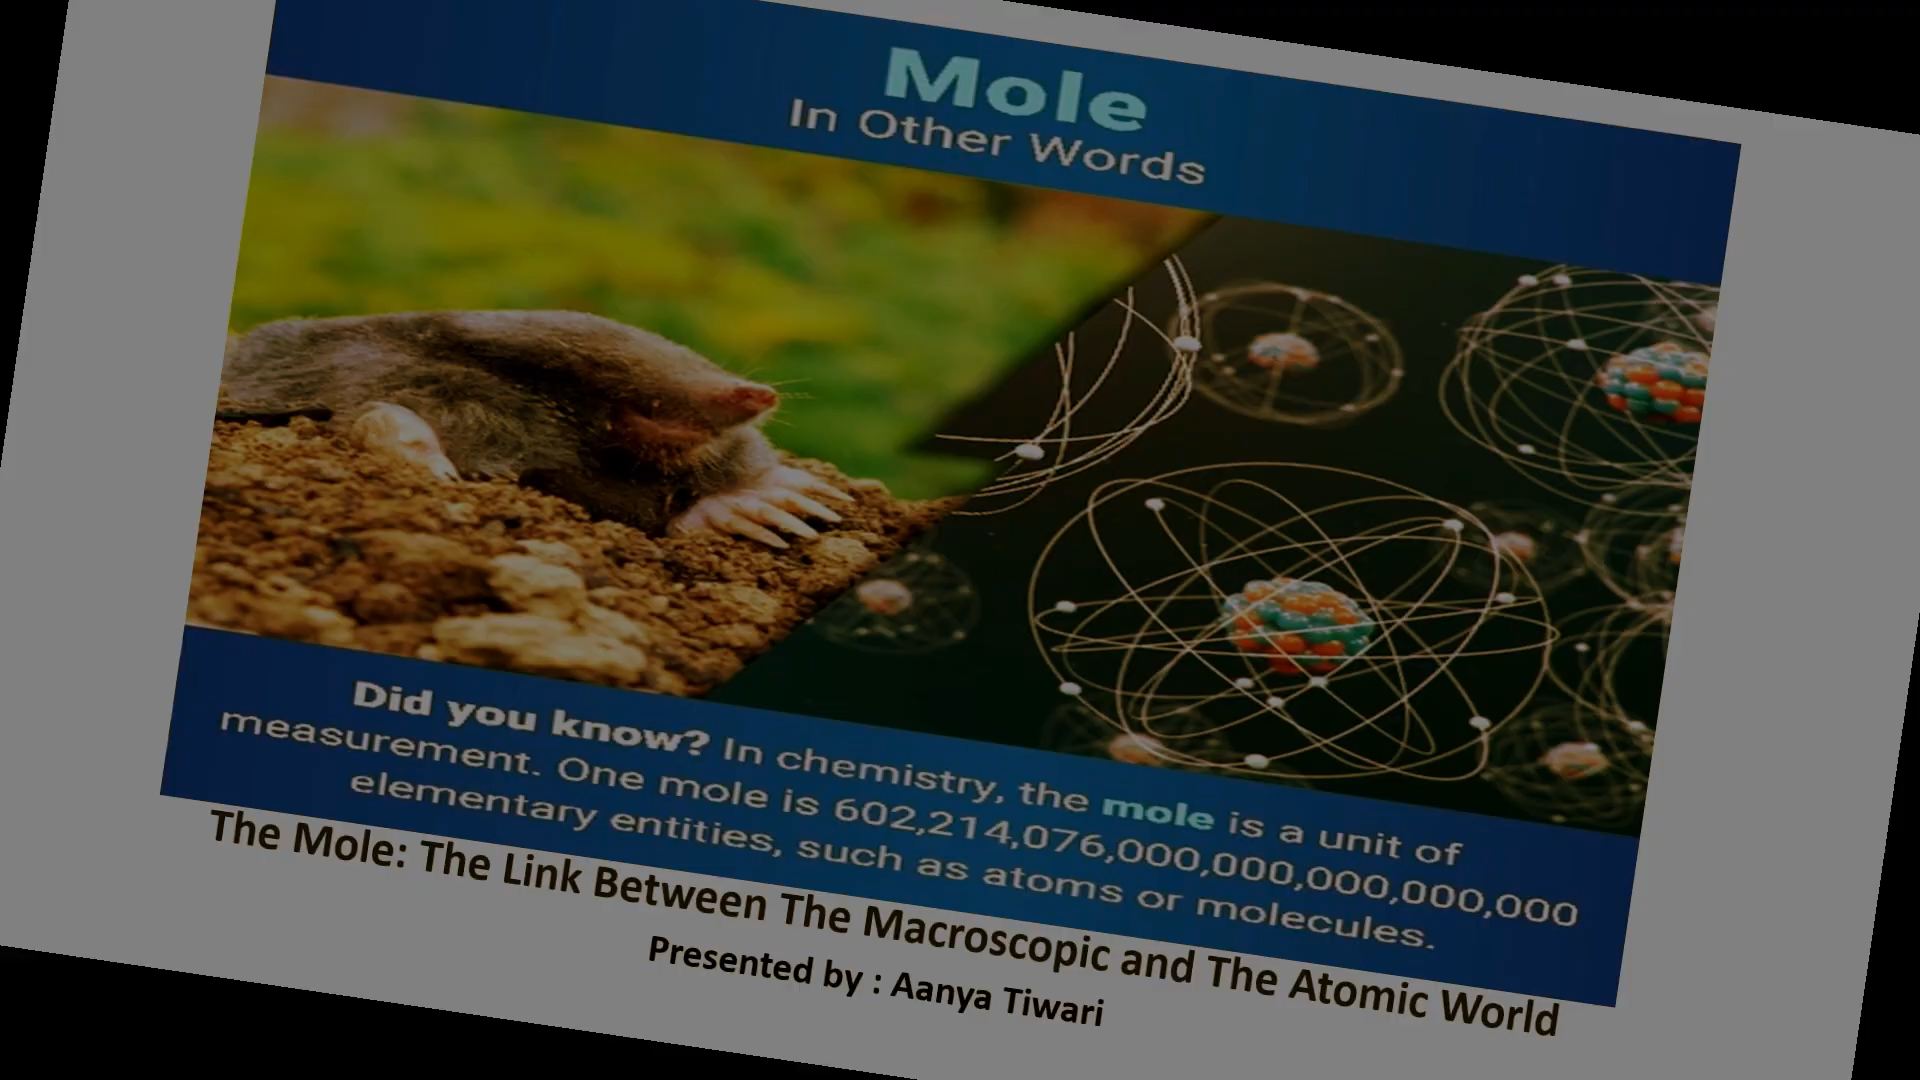 Mole
In Other Words
Did you know? In chemistry, the mole is a unit of
measurement. One mole is 602,214,076,000,000,000,000,000
elementary entities, such as atoms or molecules.
The Mole: The Link Between The Macroscopic and The Atomic World
Presented by : Aanya Tiwari